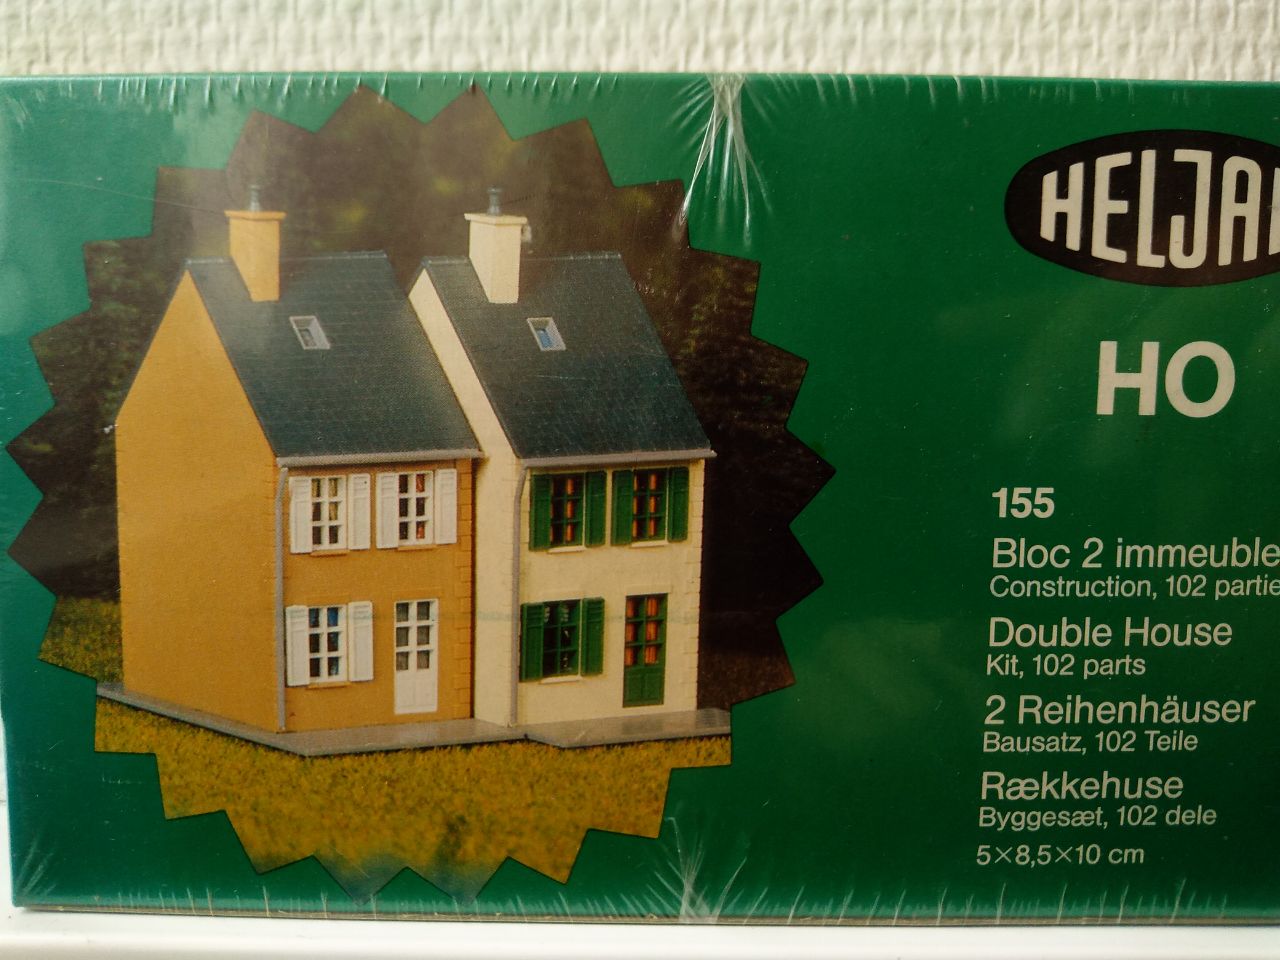 HELJA
HO
155
Bloc 2 immeuble
Construction, 102 partie
Double House
Kit, 102 parts
2 Reihenhäuser
Bausatz, 102 Teile
Rækkehuse
Byggesæt, 102 dele
5×8,5×10 cm